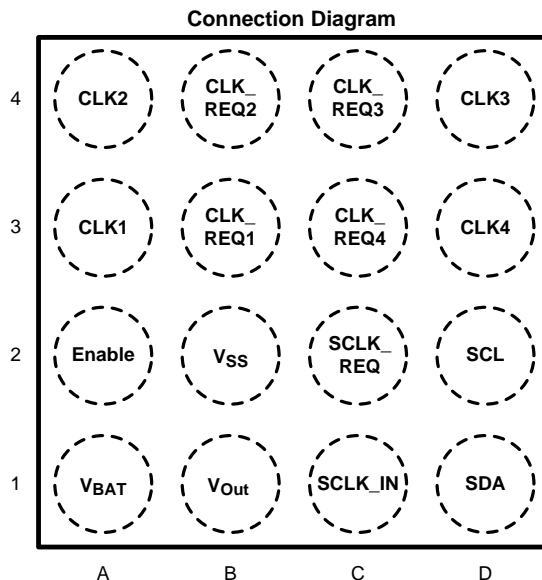 Connection Diagram
4
CLK2
CLK_
REQ2
CLK_
REQ3
CLK3
3
CLK1
CLK_
REQ1
CLK_
REQ4
CLK4
2
Enable
VSS
SCLK_
REQ
SCL
1
VBAT
VOut
SCLK_IN
SDA
A B C D